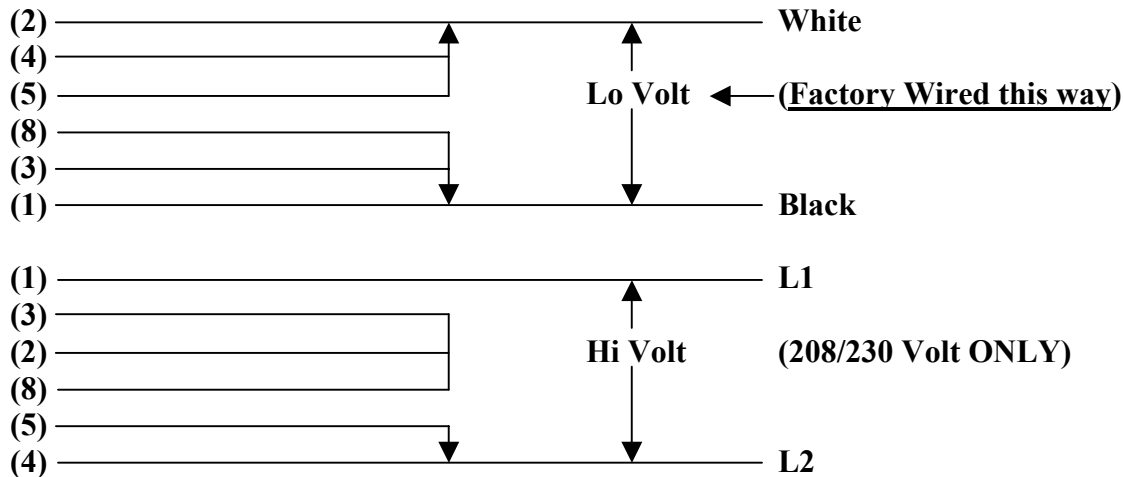 (2) White
(4)
(5) Lo Volt (Factory Wired this way)
(8)
(3)
(1) Black
(1) L1
(3)
(2) Hi Volt (208/230 Volt ONLY)
(8)
(5)
(4) L2